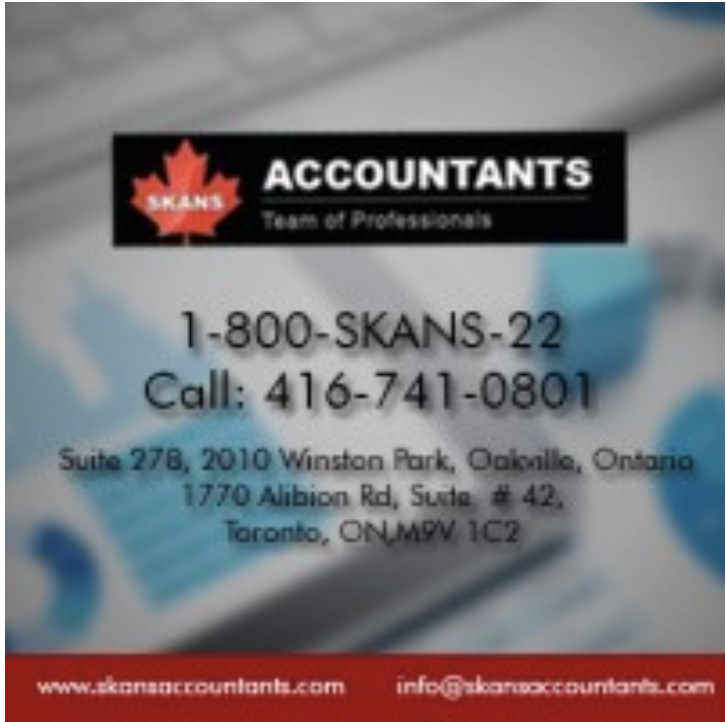 SKANS
ACCOUNTANTS
Team of Professionals
1-800-SKANS-22
Call: 416-741-0801
Suite 278, 2010 Winston Park, Oakville, Ontario
1770 Alibion Rd, Suite # 42,
Toronto, ON,M9V 1C2
www.skansaccountants.com info@skansaccountants.com